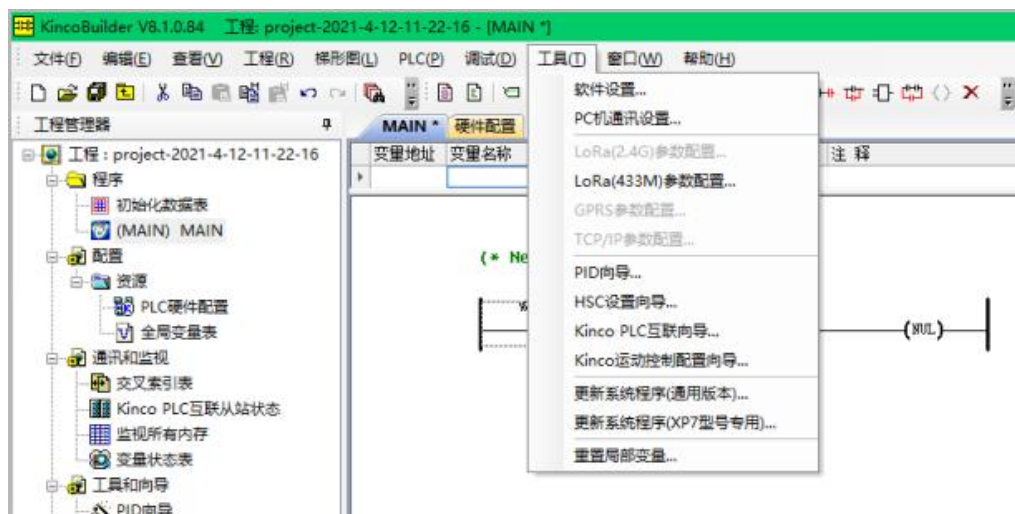 KincoBuilder V8.1.0.84 工程: project-2021-4-12-11-22-16 - [MAIN *]
文件(F) 编辑(E) 查看(V) 工程(R) 梯形图(L) PLC(P) 调试(D) 工具(T) 窗口(W) 帮助(H)
工程管理器
MAIN * 硬件配置
变量地址 变量名称 注 释
工程 : project-2021-4-12-11-22-16
程序
初始化数据表
(MAIN) MAIN
配置
资源
PLC硬件配置
全局变量表
通讯和监视
交叉索引表
Kinco PLC互联从站状态
监视所有内存
变量状态表
工具和向导
PID向导
软件设置...
PC机通讯设置...
LoRa(2.4G)参数配置...
LoRa(433M)参数配置...
GPRS参数配置...
TCP/IP参数配置...
PID向导...
HSC设置向导...
Kinco PLC互联向导...
Kinco运动控制配置向导...
更新系统程序(通用版本)...
更新系统程序(XP7型号专用)...
重置局部变量...
(* Ne
(NUL)